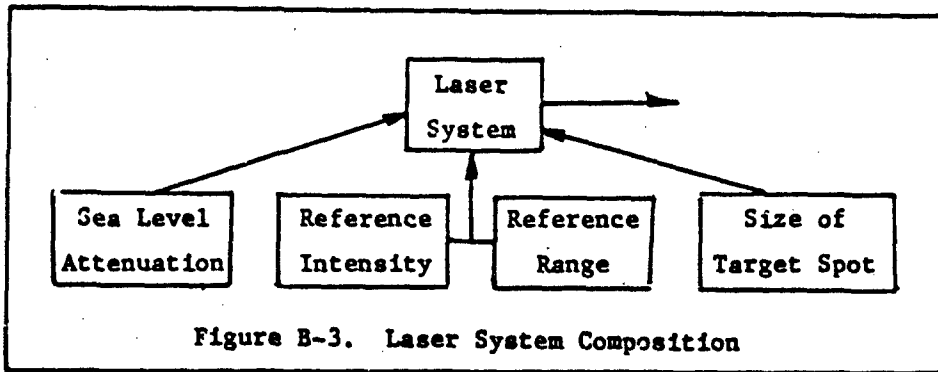 Laser
System
Sea Level
Attenuation
Reference
Intensity
Reference
Range
Size of
Target Spot
Figure B-3. Laser System Composition